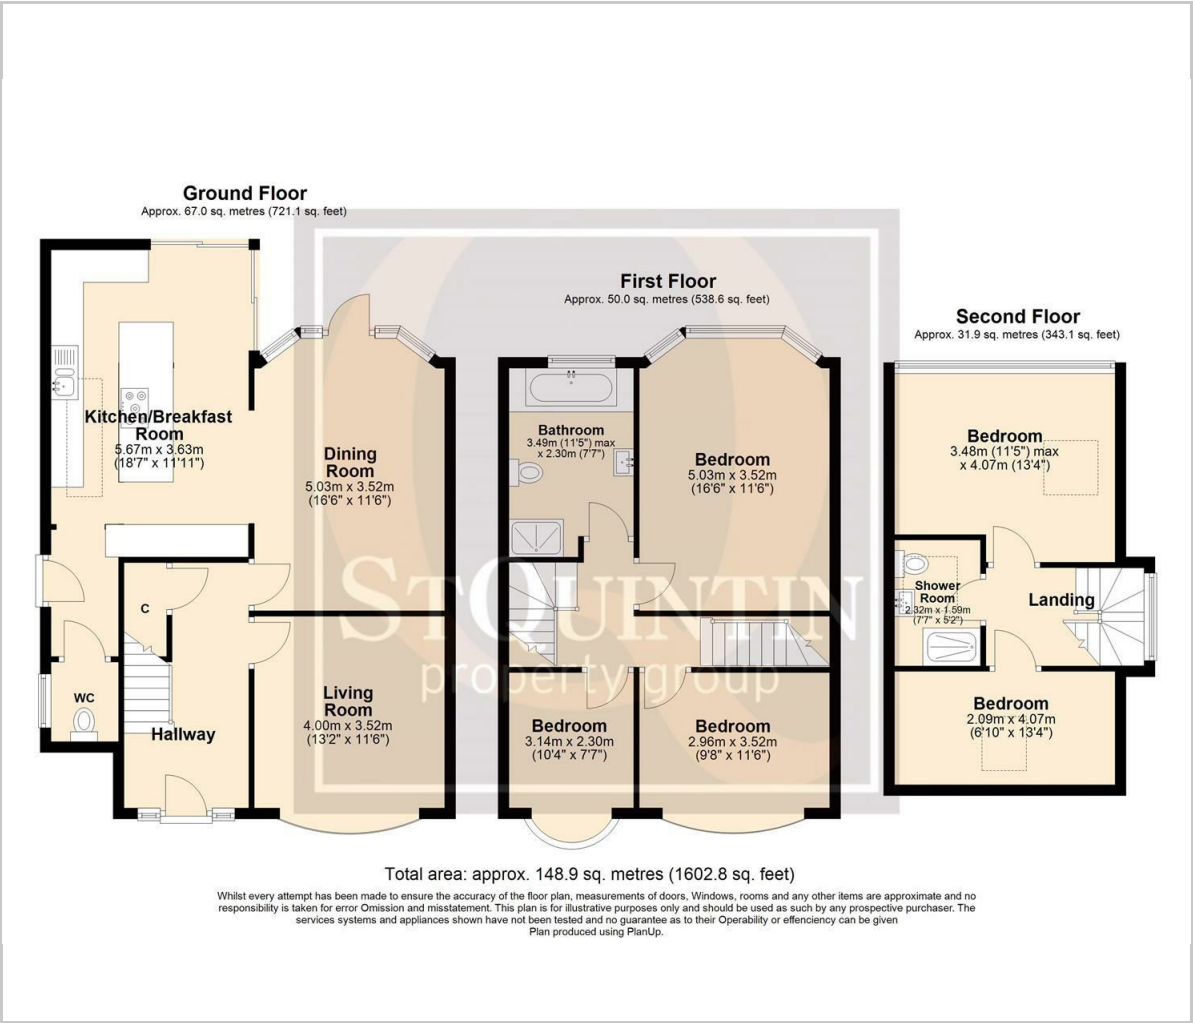 Ground Floor
Approx. 67.0 sq. metres (721.1 sq. feet)
Kitchen/Breakfast
Room
5.67m x 3.63m
(18'7" x 11'11")
Dining
Room
5.03m x 3.52m
(16'6" x 11'6")
C
WC
Hallway
Living
Room
4.00m x 3.52m
(13'2" x 11'6")
First Floor
Approx. 50.0 sq. metres (538.6 sq. feet)
Bathroom
3.49m (11'5") max
x 2.30m (7'7")
Bedroom
5.03m x 3.52m
(16'6" x 11'6")
Bedroom
3.14m x 2.30m
(10'4" x 7'7")
Bedroom
2.96m x 3.52m
(9'8" x 11'6")
Second Floor
Approx. 31.9 sq. metres (343.1 sq. feet)
Bedroom
3.48m (11'5") max
x 4.07m (13'4")
Shower
Room
2.32m x 1.59m
(7'7" x 5'2")
Landing
Bedroom
2.09m x 4.07m
(6'10" x 13'4")
STQUINTIN
property group
Total area: approx. 148.9 sq. metres (1602.8 sq. feet)
Whilst every attempt has been made to ensure the accuracy of the floor plan, measurements of doors, Windows, rooms and any other items are approximate and no
responsibility is taken for error Omission and misstatement. This plan is for illustrative purposes only and should be used as such by any prospective purchaser. The
services systems and appliances shown have not been tested and no guarantee as to their Operability or effenciency can be given
Plan produced using PlanUp.